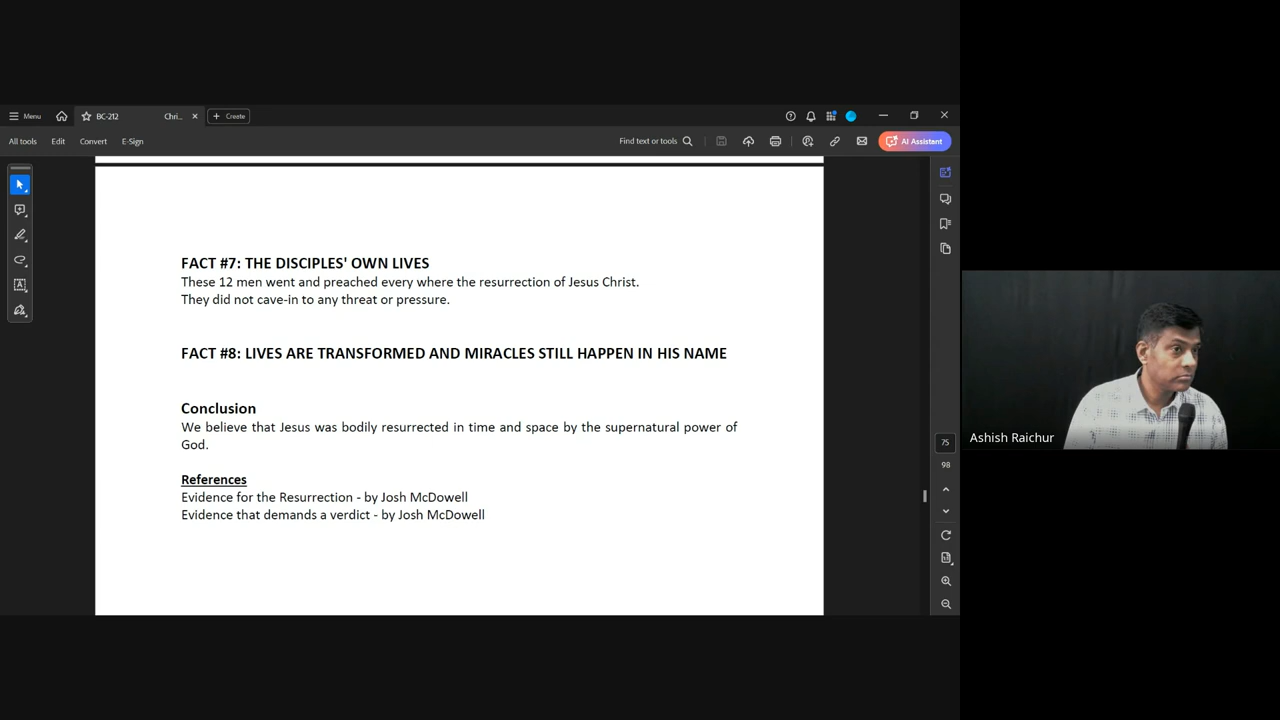 Menu
BC-212 Chri...
Create
All tools
Edit
Convert
E-Sign
Find text or tools
AI Assistant
FACT #7: THE DISCIPLES' OWN LIVES
These 12 men went and preached every where the resurrection of Jesus Christ.
They did not cave-in to any threat or pressure.
FACT #8: LIVES ARE TRANSFORMED AND MIRACLES STILL HAPPEN IN HIS NAME
Conclusion
We believe that Jesus was bodily resurrected in time and space by the supernatural power of
God.
References
Evidence for the Resurrection - by Josh McDowell
Evidence that demands a verdict - by Josh McDowell
75
98
Ashish Raichur